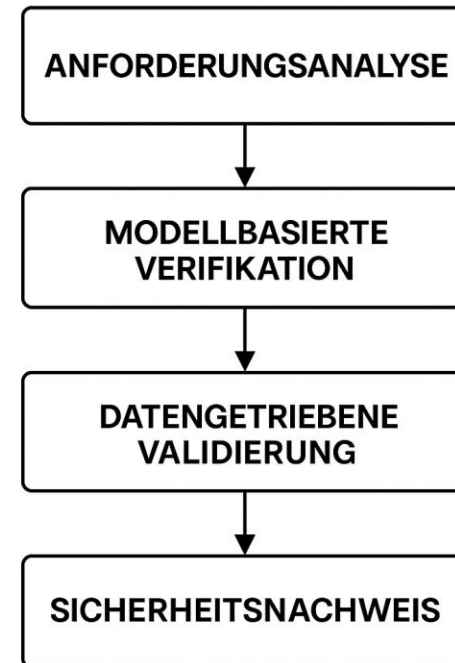 ANFORDERUNGSANALYSE
MODELLBASIERTE
VERIFIKATION
DATENGETRIEBENE
VALIDIERUNG
SICHERHEITSNACHWEIS